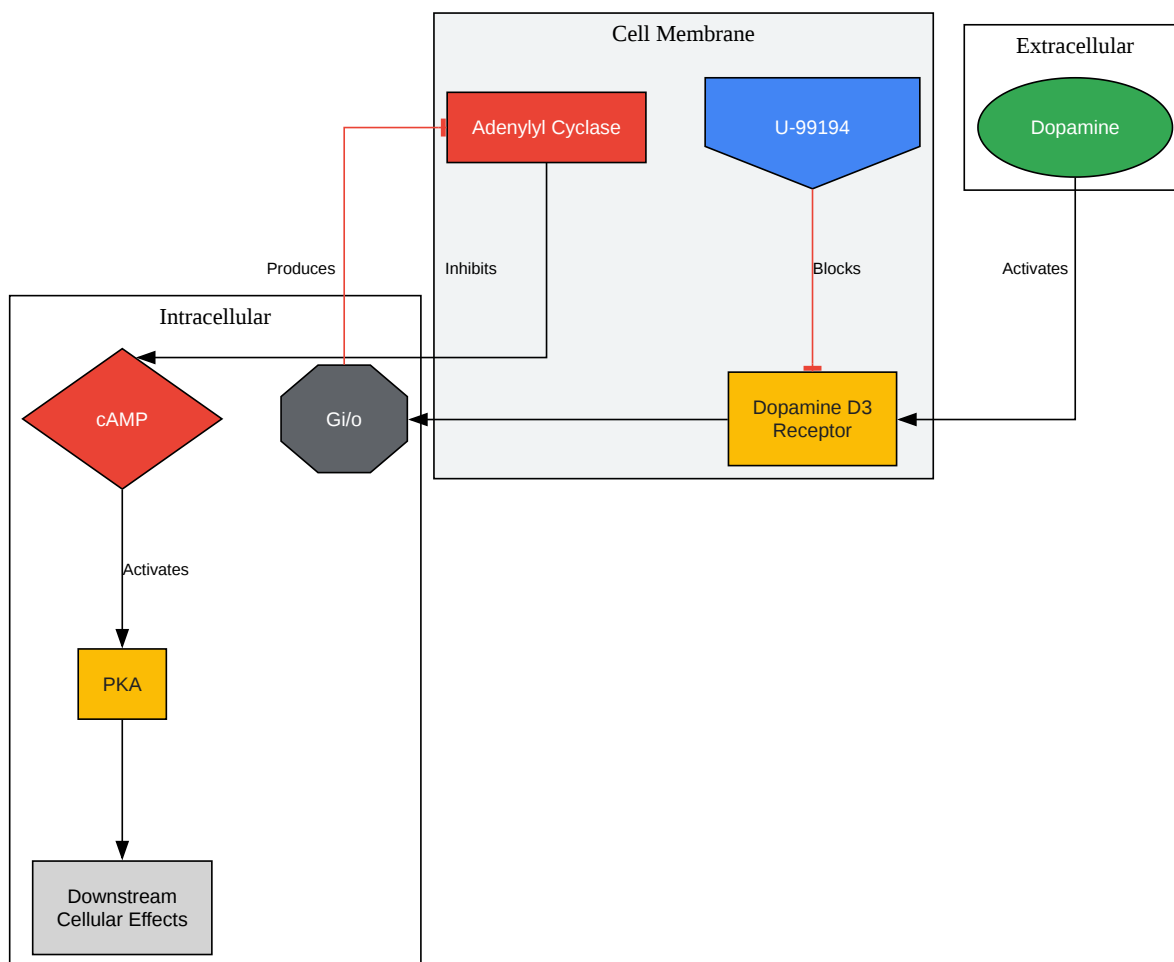 Cell Membrane
Extracellular
Adenylyl Cyclase
U-99194
Dopamine
Produces
Inhibits
Blocks
Activates
Intracellular
cAMP
Gi/o
Dopamine D3
Receptor
Activates
PKA
Downstream
Cellular Effects